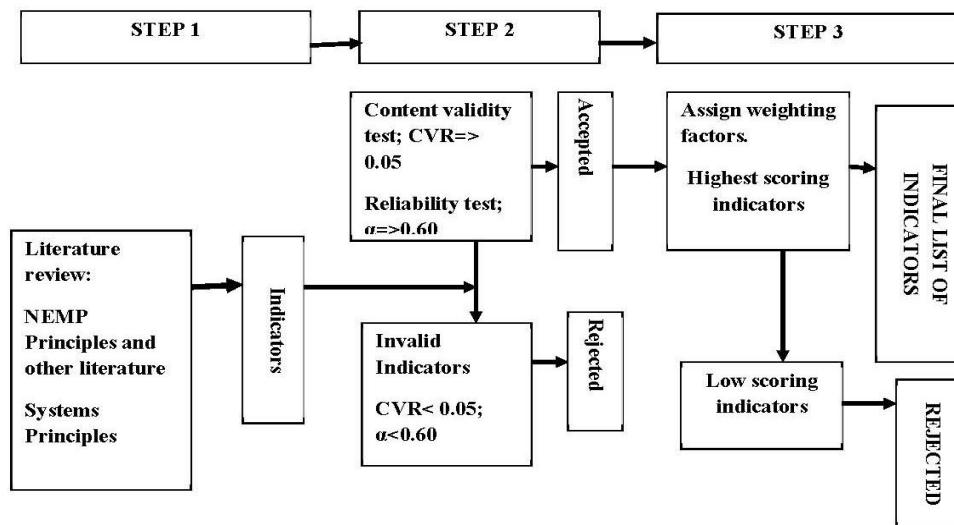 STEP 1
STEP 2
STEP 3
Literature
review:
NEMP
Principles and
other literature
Systems
Principles
Indicators
Content validity
test; CVR=>
0.05
Reliability test;
α=>0.60
Accepted
Invalid
Indicators
CVR< 0.05;
α<0.60
Rejected
Assign weighting
factors.
Highest scoring
indicators
Low scoring
indicators
FINAL LIST OF
INDICATORS
REJECTED